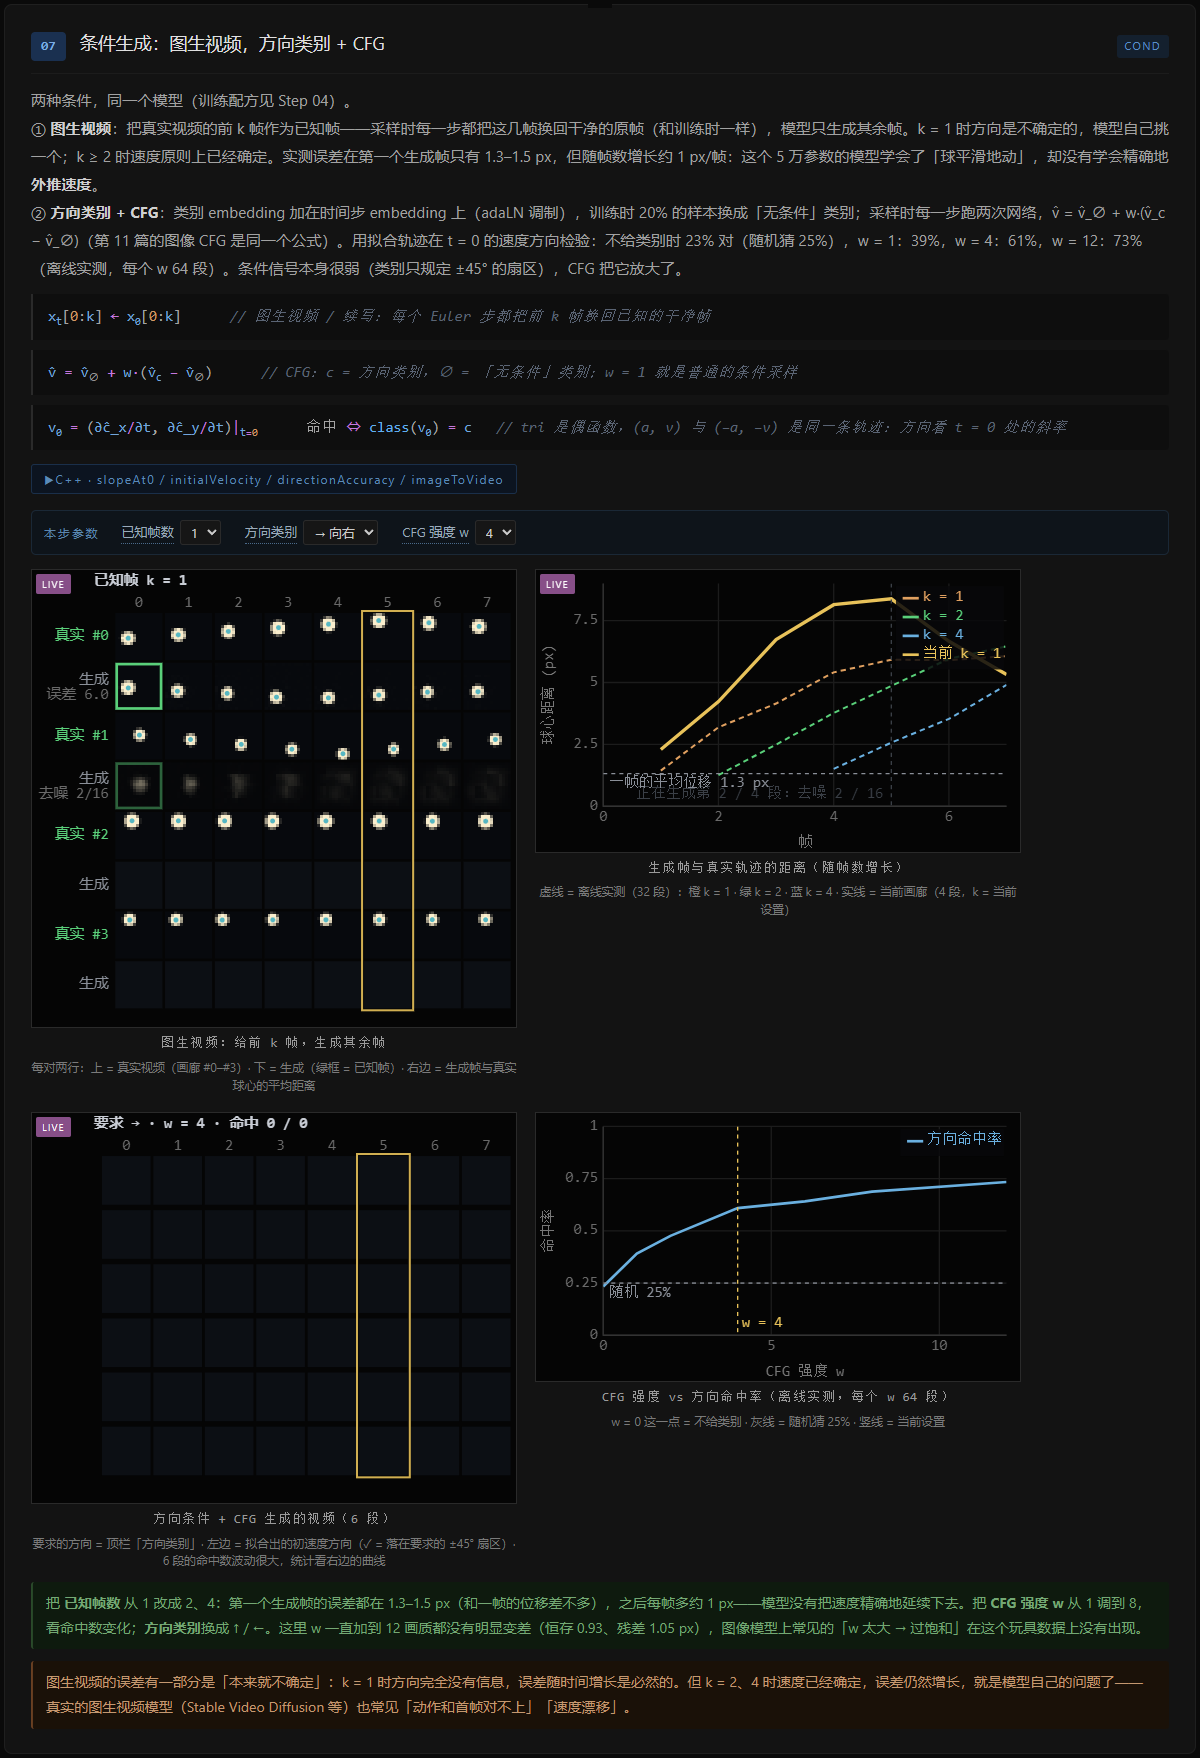 07 条件生成：图生视频，方向类别 + CFG COND
两种条件，同一个模型（训练配方见 Step 04）。
① 图生视频：把真实视频的前 k 帧作为已知帧——采样时每一步都把这几帧换回干净的原帧（和训练时一样），模型只生成其余帧。k = 1 时方向是不确定的，模型自己挑
一个；k ≥ 2 时速度原则上已经确定。实测误差在第一个生成帧只有 1.3–1.5 px，但随帧数增长约 1 px/帧：这个 5 万参数的模型学会了「球平滑地动」，却没有学会精确地
外推速度。
② 方向类别 + CFG：类别 embedding 加在时间步 embedding 上（adaLN 调制），训练时 20% 的样本换成「无条件」类别；采样时每一步跑两次网络，v̂ = v̂_∅ + w·(v̂_c
− v̂_∅)（第 11 篇的图像 CFG 是同一个公式）。用拟合轨迹在 t = 0 的速度方向检验：不给类别时 23% 对（随机猜 25%），w = 1：39%，w = 4：61%，w = 12：73%
（离线实测，每个 w 64 段）。条件信号本身很弱（类别只规定 ±45° 的扇区），CFG 把它放大了。
x_t[0:k] ← x_0[0:k] // 图生视频 / 续写：每个 Euler 步都把前 k 帧换回已知的干净帧
v̂ = v̂_∅ + w·(v̂_c − v̂_∅) // CFG：c = 方向类别，∅ = 「无条件」类别；w = 1 就是普通的条件采样
v_0 = (∂ĉ_x/∂t, ∂ĉ_y/∂t)|_t=0 命中 ⇔ class(v_0) = c // tri 是偶函数，(a, v) 与 (−a, −v) 是同一条轨迹：方向看 t = 0 处的斜率
▶C++ · slopeAt0 / initialVelocity / directionAccuracy / imageToVideo
本步参数 已知帧数 1 方向类别 → 向右 CFG 强度 w 4
LIVE 已知帧 k = 1
0 1 2 3 4 5 6 7
真实 #0
生成
误差 6.0
真实 #1
生成
去噪 2/16
真实 #2
生成
真实 #3
生成
图生视频：给前 k 帧，生成其余帧
每对两行：上 = 真实视频（画廊 #0–#3）· 下 = 生成（绿框 = 已知帧）· 右边 = 生成帧与真实
球心的平均距离
LIVE
k = 1
k = 2
k = 4
当前 k = 1
7.5
5
2.5
0
球心距离（px）
一帧的平均位移 1.3 px
正在生成第 2 / 4 段：去噪 2 / 16
0 2 4 6
帧
生成帧与真实轨迹的距离（随帧数增长）
虚线 = 离线实测（32 段）：橙 k = 1 · 绿 k = 2 · 蓝 k = 4 · 实线 = 当前画廊（4 段，k = 当前
设置）
LIVE 要求 → · w = 4 · 命中 0 / 0
0 1 2 3 4 5 6 7
方向条件 + CFG 生成的视频（6 段）
要求的方向 = 顶栏「方向类别」· 左边 = 拟合出的初速度方向（✓ = 落在要求的 ±45° 扇区）·
6 段的命中数波动很大，统计看右边的曲线
方向命中率
1
0.75
0.5
0.25
0
命中率
随机 25%
w = 4
0 5 10
CFG 强度 w
CFG 强度 vs 方向命中率（离线实测，每个 w 64 段）
w = 0 这一点 = 不给类别 · 灰线 = 随机猜 25% · 竖线 = 当前设置
把 已知帧数 从 1 改成 2、4：第一个生成帧的误差都在 1.3–1.5 px（和一帧的位移差不多），之后每帧多约 1 px——模型没有把速度精确地延续下去。把 CFG 强度 w 从 1 调到 8，
看命中数变化；方向类别换成 ↑ / ←。这里 w 一直加到 12 画质都没有明显变差（恒存 0.93、残差 1.05 px），图像模型上常见的「w 太大 → 过饱和」在这个玩具数据上没有出现。
图生视频的误差有一部分是「本来就不确定」：k = 1 时方向完全没有信息，误差随时间增长是必然的。但 k = 2、4 时速度已经确定，误差仍然增长，就是模型自己的问题了——
真实的图生视频模型（Stable Video Diffusion 等）也常见「动作和首帧对不上」「速度漂移」。